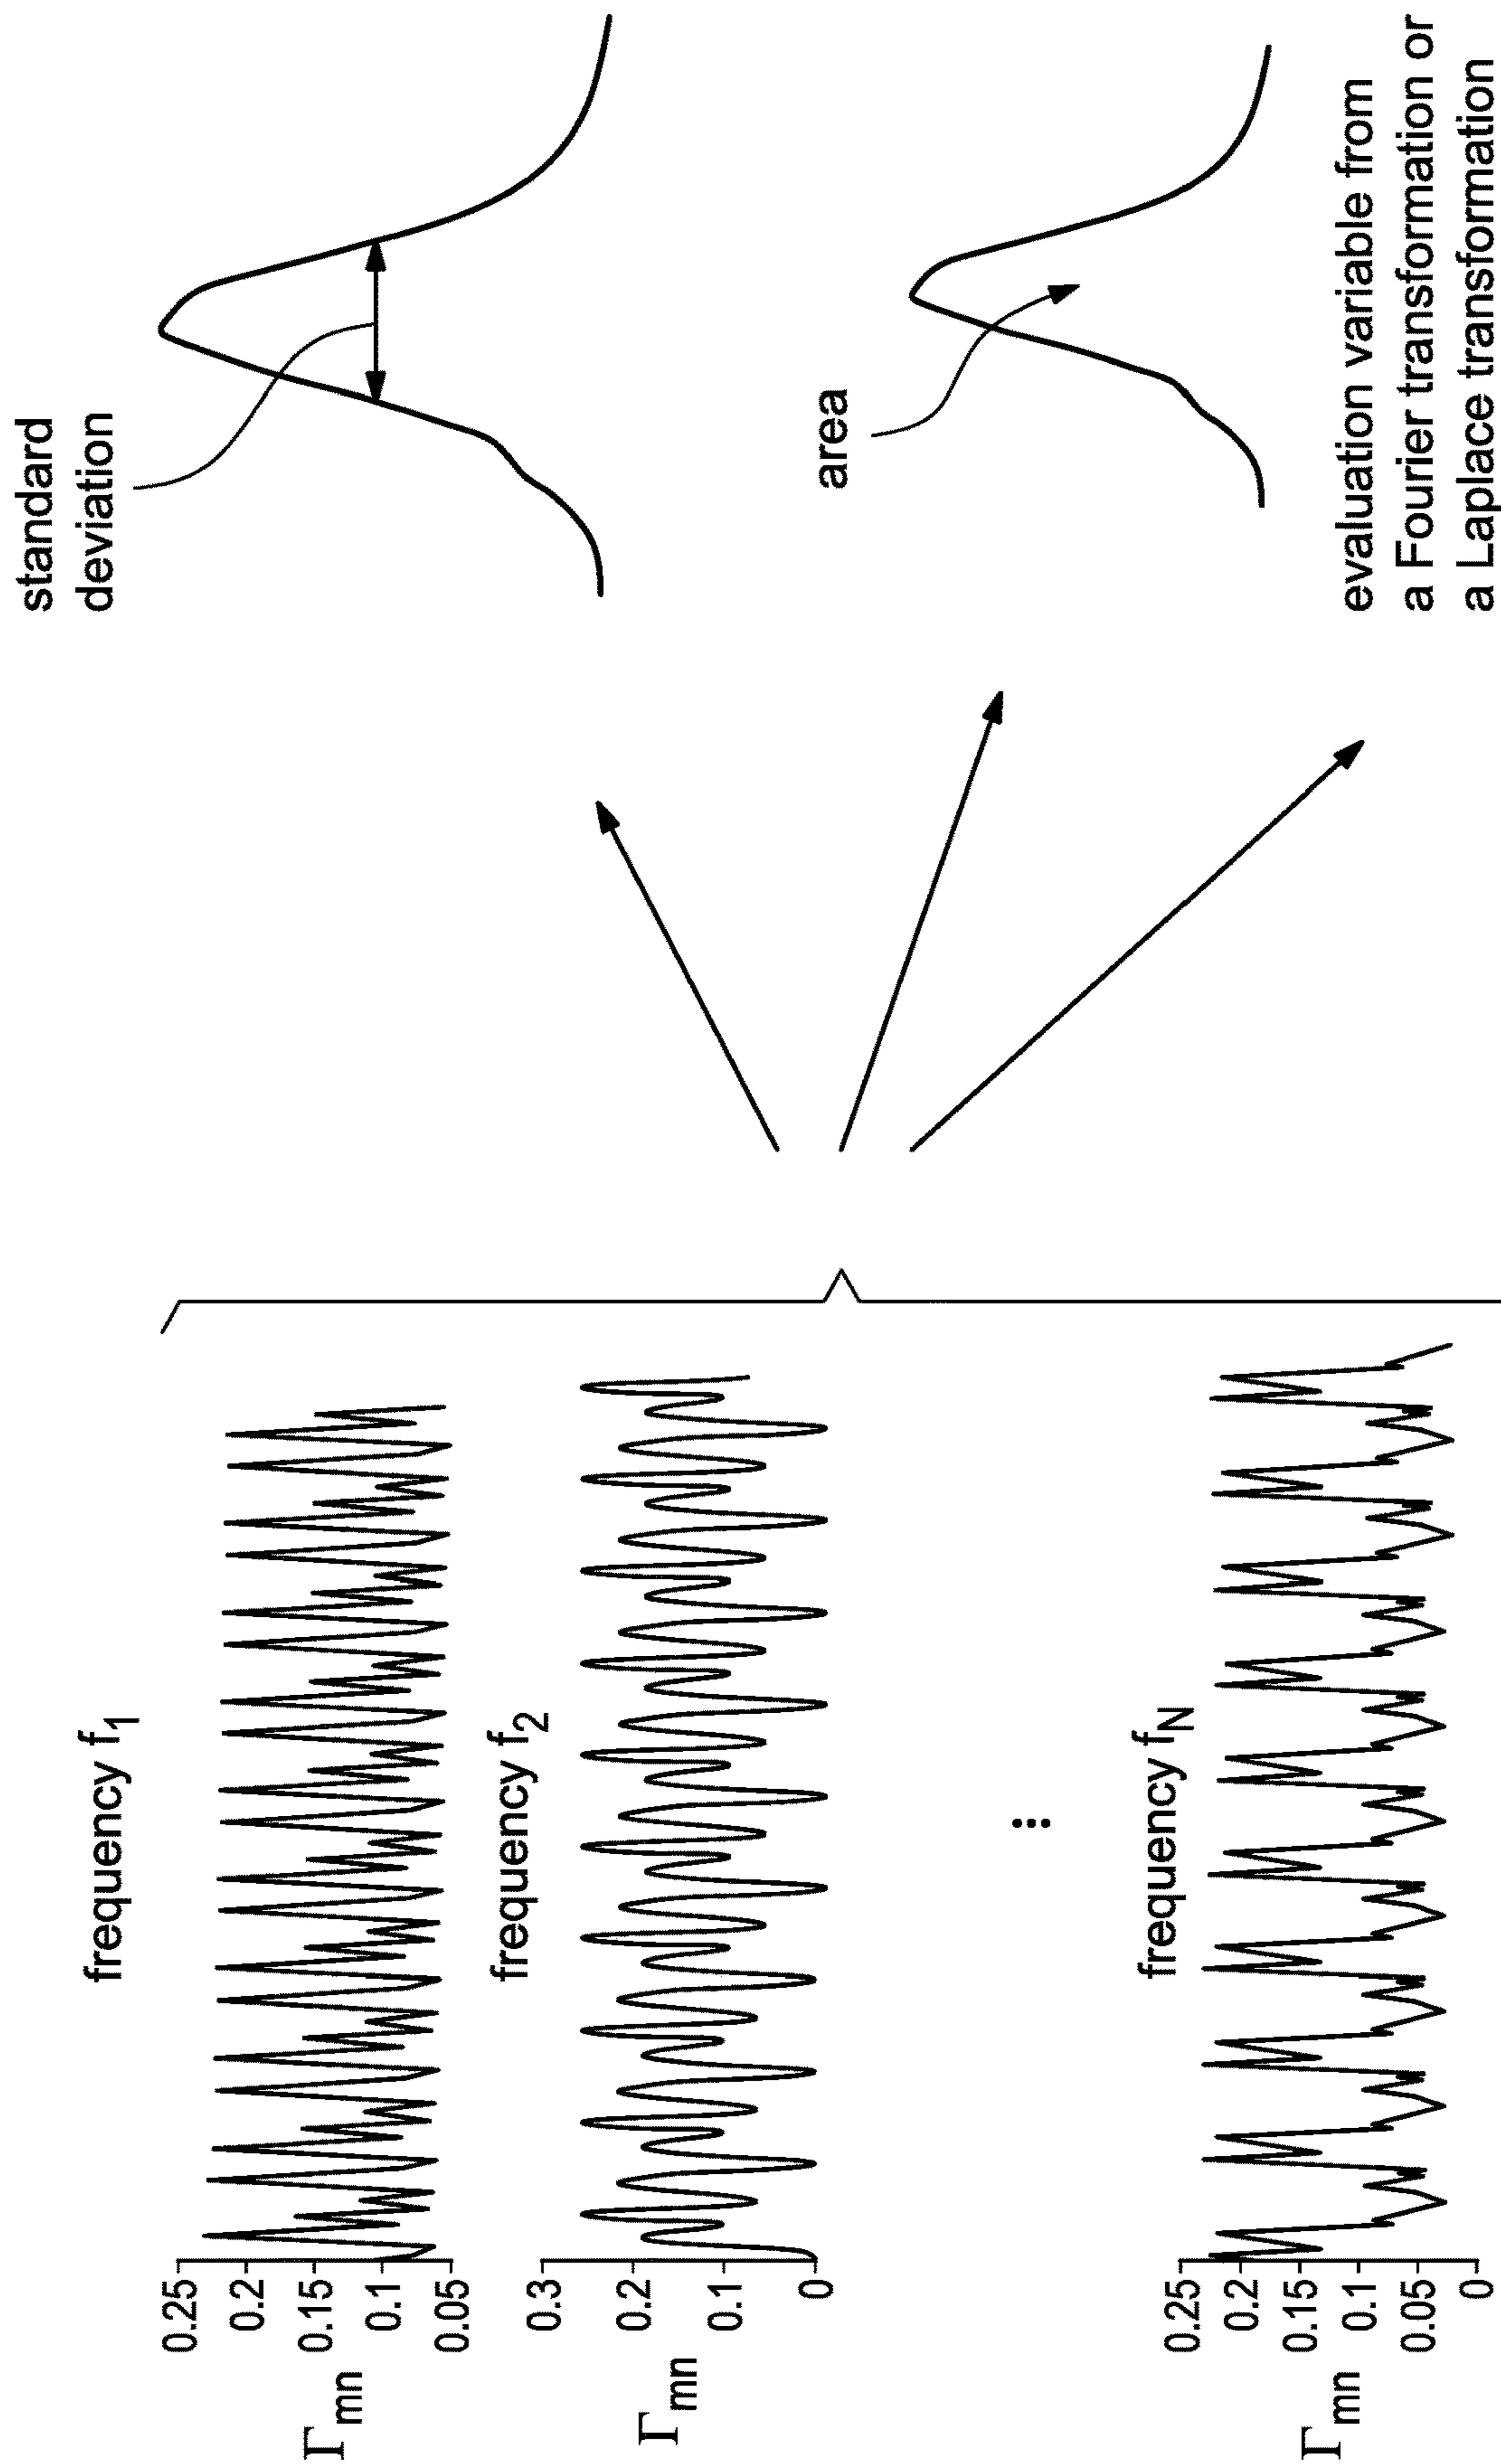 frequency f1
0.25
0.2
0.15
0.1
0.05
Γmn
frequency f2
0.3
0.2
0.1
0
Γmn
⋮
frequency fN
0.25
0.2
0.15
0.1
0.05
0
Γmn
standard
deviation
area
evaluation variable from
a Fourier transformation or
a Laplace transformation